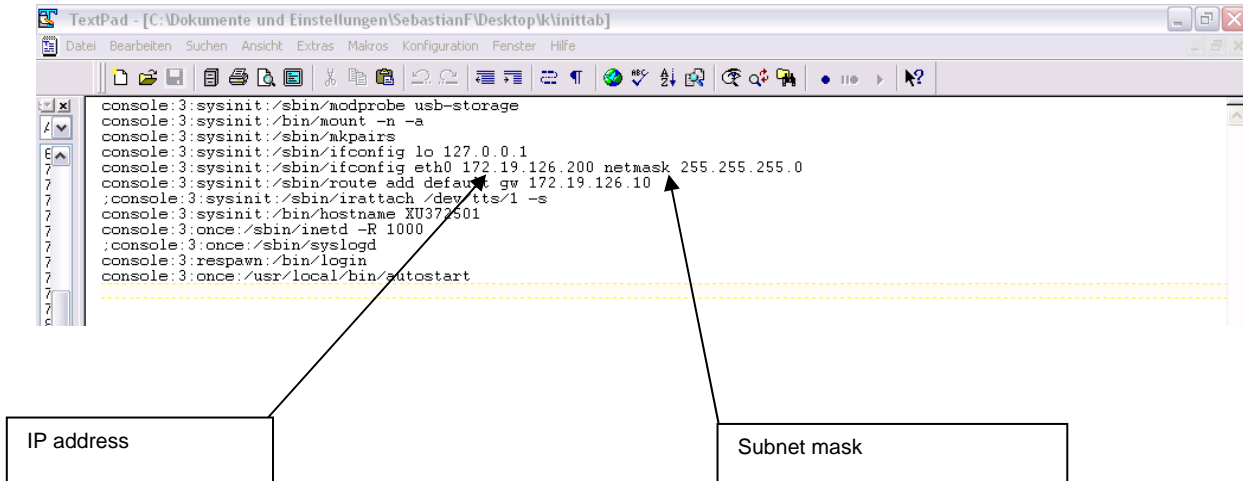 TextPad - [C:\Dokumente und Einstellungen\SebastianF\Desktop\k\inittab]
Datei Bearbeiten Suchen Ansicht Extras Makros Konfiguration Fenster Hilfe
console:3:sysinit:/sbin/modprobe usb-storage
console:3:sysinit:/bin/mount -n -a
console:3:sysinit:/sbin/mkpairs
console:3:sysinit:/sbin/ifconfig lo 127.0.0.1
console:3:sysinit:/sbin/ifconfig eth0 172.19.126.200 netmask 255.255.255.0
console:3:sysinit:/sbin/route add default gw 172.19.126.10
;console:3:sysinit:/sbin/irattach /dev/tts/1 -s
console:3:sysinit:/bin/hostname XU372501
console:3:once:/sbin/inetd -R 1000
;console:3:once:/sbin/syslogd
console:3:respawn:/bin/login
console:3:once:/usr/local/bin/autostart
IP address
Subnet mask